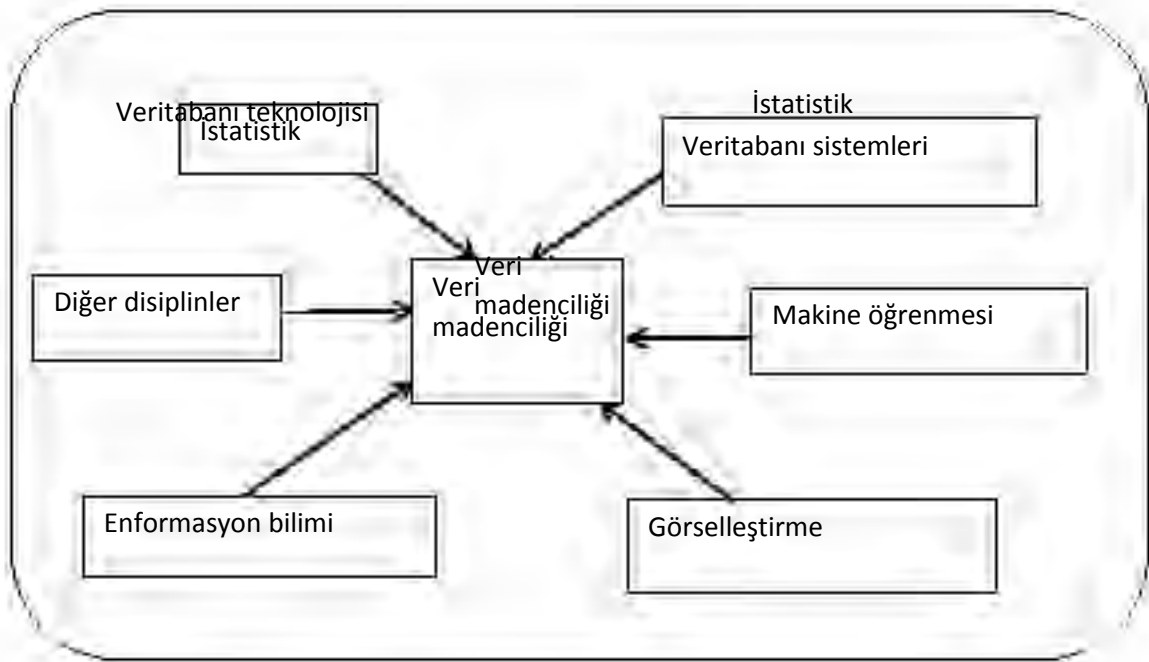 Veritabanı teknolojisi
İstatistik
İstatistik
Veritabanı sistemleri
Veri
madenciliği
Veri
madenciliği
Diğer disiplinler
Makine öğrenmesi
Enformasyon bilimi
Görselleştirme